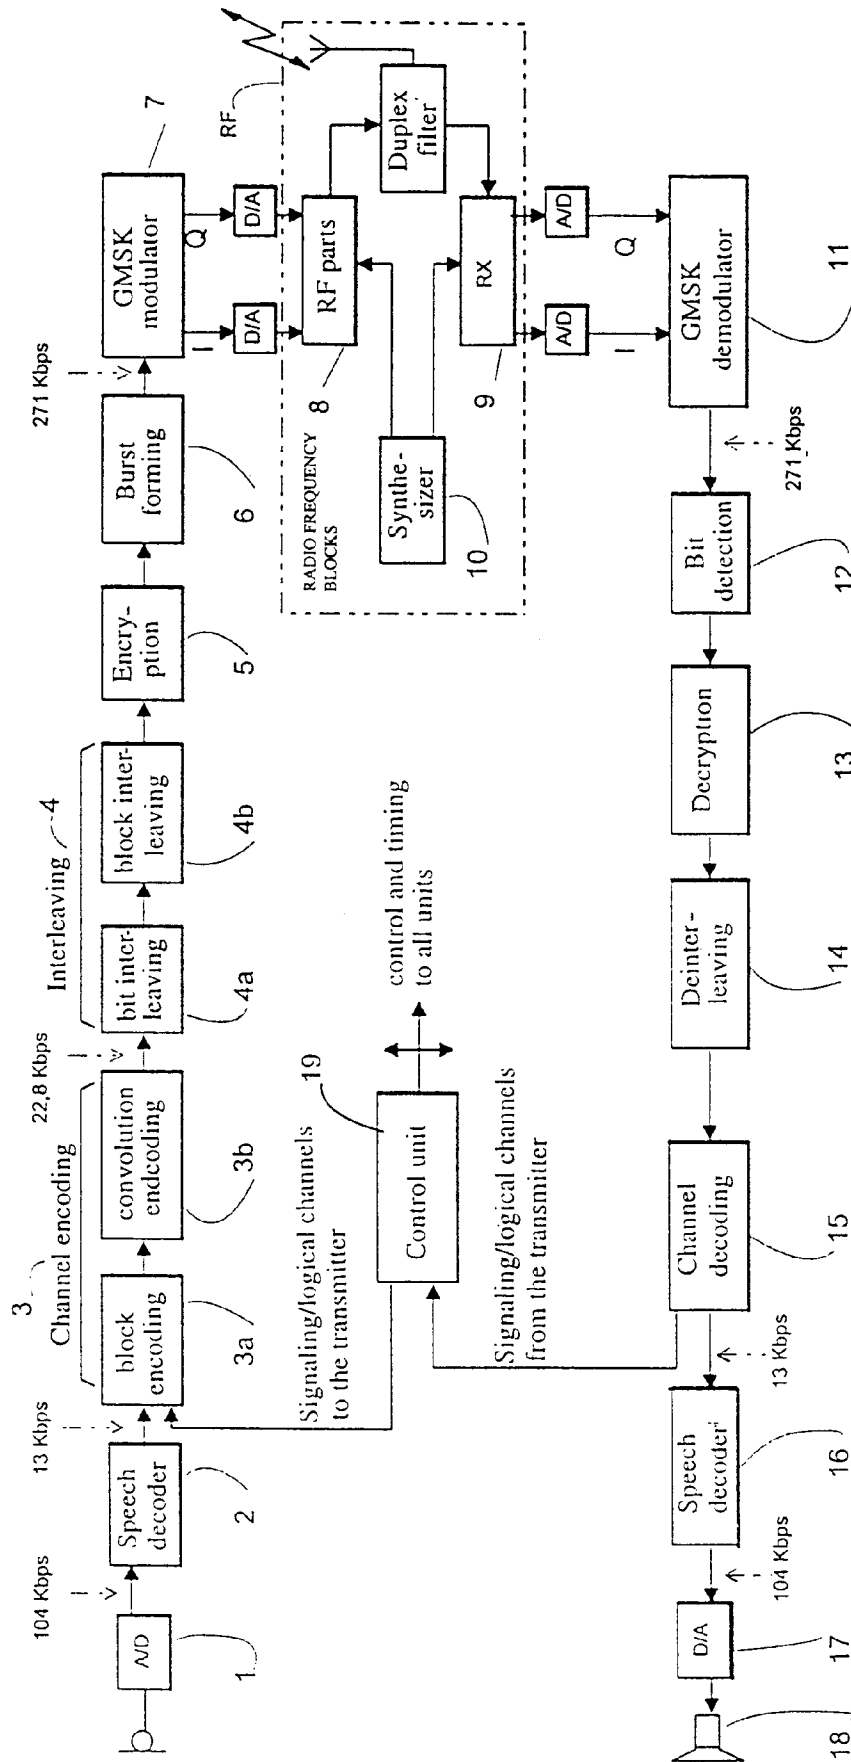 3
Channel encoding
Interleaving
4
104 Kbps
13 Kbps
22,8 Kbps
271 Kbps
A/D
Speech
decoder
block
encoding
convolution
endcoding
bit inter-
leaving
block inter-
leaving
Encry-
ption
Burst
forming
GMSK
modulator
1
2
3a
3b
4a
4b
5
6
7
I
Q
D/A
D/A
RF
RADIO FREQUENCY
BLOCKS
8
RF parts
Duplex
filter
Synthe-
sizer
10
RX
9
A/D
A/D
I
Q
Signaling/logical channels
to the transmitter
19
Control unit
control and timing
to all units
Signaling/logical channels
from the transmitter
D/A
Speech
decoder
Channel
decoding
Deinter-
leaving
Decryption
Bit
detection
GMSK
demodulator
104 Kbps
13 Kbps
271 Kbps
18
17
16
15
14
13
12
11